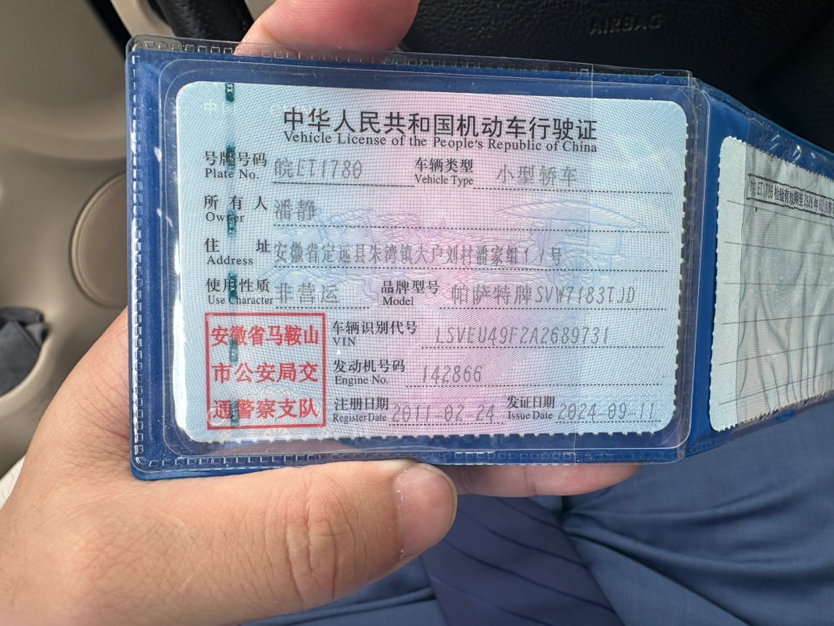 AIRBAG
中华人民共和国机动车行驶证
Vehicle License of the People's Republic of China
号牌号码 皖ET1780 车辆类型 小型轿车
Plate No. Vehicle Type
所有人 潘静
Owner
住址 安徽省定远县朱湾镇大户刘村潘家组17号
Address
使用性质 非营运 品牌型号 帕萨特牌SVW7183TJD
Use Character Model
安徽省马鞍山
市公安局交
通警察支队
车辆识别代号 LSVEU49F2A2689731
VIN
发动机号码 142866
Engine No.
注册日期 2011-02-24 发证日期 2024-09-11
Register Date Issue Date